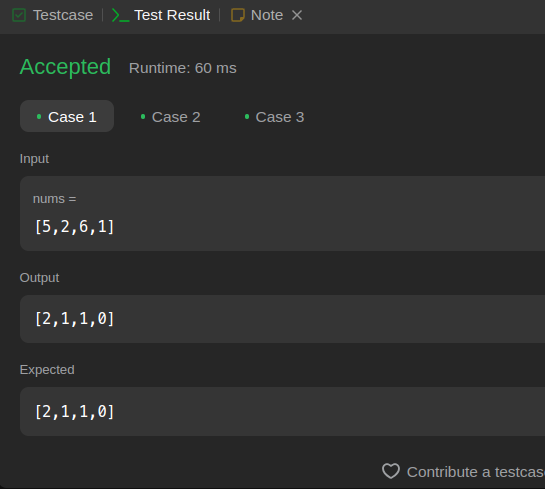 Testcase Test Result Note
Accepted Runtime: 60 ms
Case 1 Case 2 Case 3
Input
nums =
[5,2,6,1]
Output
[2,1,1,0]
Expected
[2,1,1,0]
Contribute a testcas